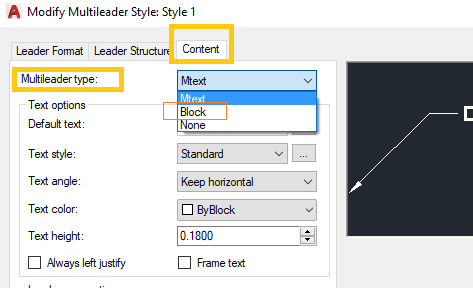 Modify Multileader Style: Style 1
Leader Format Leader Structure Content
Multileader type: Mtext
Mtext
Block
None
Text options
Default text:
Text style: Standard ...
Text angle: Keep horizontal
Text color: ByBlock
Text height: 0.1800
Always left justify Frame text